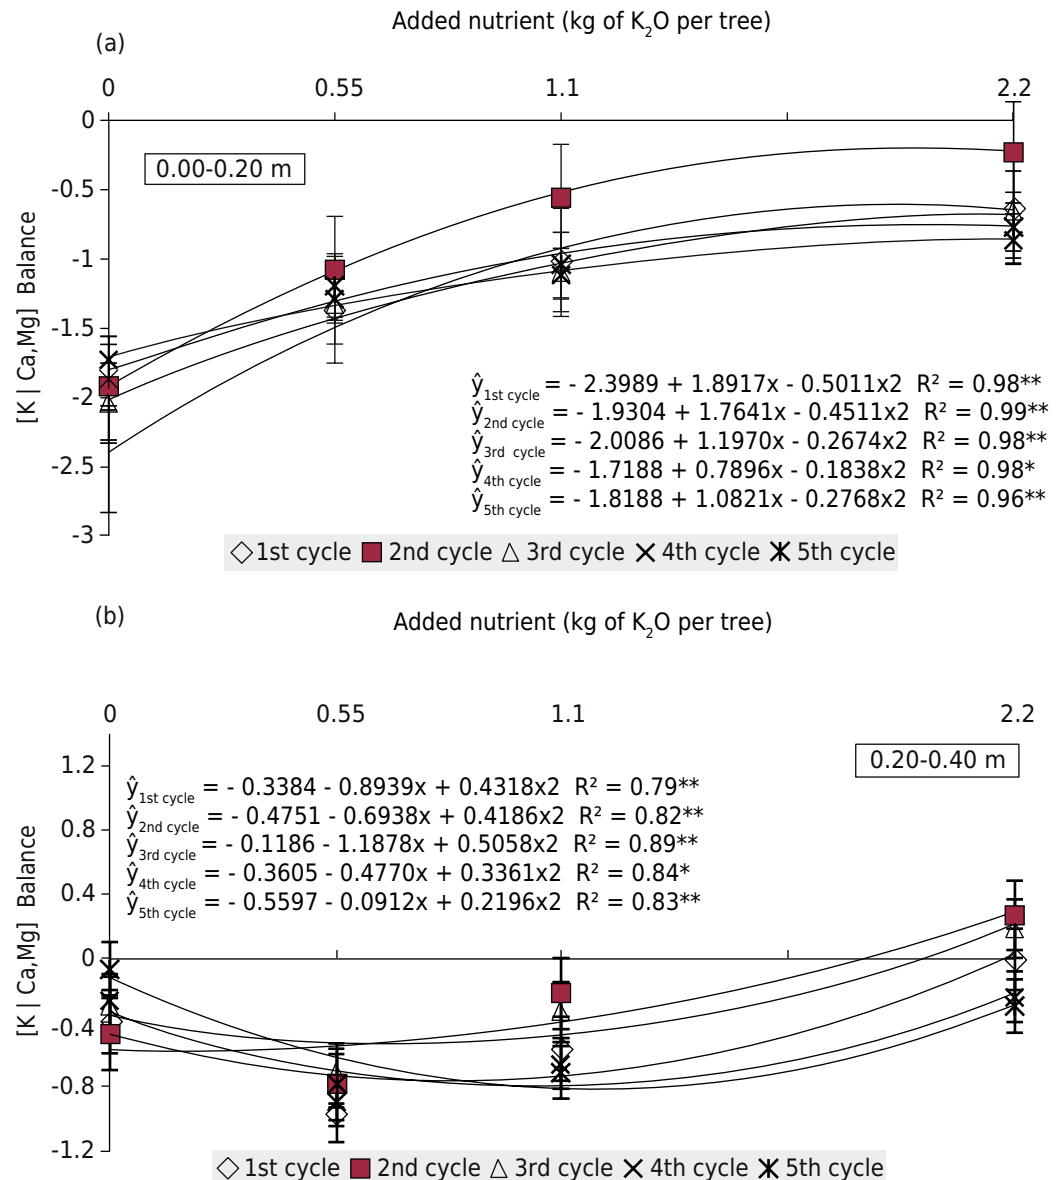 Added nutrient (kg of K2O per tree)
(a)
0 0.55 1.1 2.2
0
0.00-0.20 m
-0.5
-1
-1.5
-2
-2.5
-3
[K | Ca,Mg] Balance
ŷ1st cycle = - 2.3989 + 1.8917x - 0.5011x2 R² = 0.98**
ŷ2nd cycle = - 1.9304 + 1.7641x - 0.4511x2 R² = 0.99**
ŷ3rd cycle = - 2.0086 + 1.1970x - 0.2674x2 R² = 0.98**
ŷ4th cycle = - 1.7188 + 0.7896x - 0.1838x2 R² = 0.98*
ŷ5th cycle = - 1.8188 + 1.0821x - 0.2768x2 R² = 0.96**
1st cycle 2nd cycle 3rd cycle 4th cycle 5th cycle
(b)
Added nutrient (kg of K2O per tree)
0 0.55 1.1 2.2
0.20-0.40 m
1.2
0.8
0.4
0
-0.4
-0.8
-1.2
[K | Ca,Mg] Balance
ŷ1st cycle = - 0.3384 - 0.8939x + 0.4318x2 R² = 0.79**
ŷ2nd cycle = - 0.4751 - 0.6938x + 0.4186x2 R² = 0.82**
ŷ3rd cycle = - 0.1186 - 1.1878x + 0.5058x2 R² = 0.89**
ŷ4th cycle = - 0.3605 - 0.4770x + 0.3361x2 R² = 0.84*
ŷ5th cycle = - 0.5597 - 0.0912x + 0.2196x2 R² = 0.83**
1st cycle 2nd cycle 3rd cycle 4th cycle 5th cycle